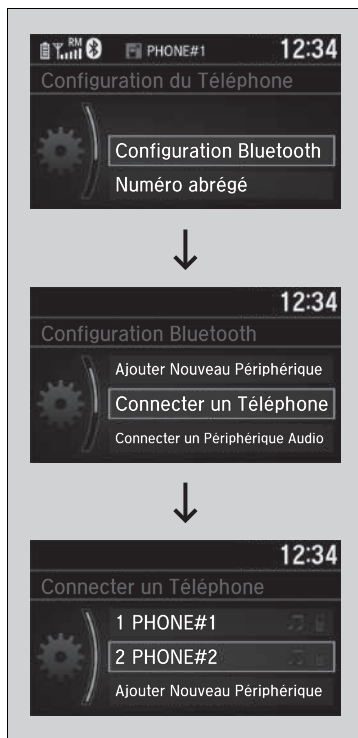 RM PHONE#1 12:34
Configuration du Téléphone
Configuration Bluetooth
Numéro abrégé
12:34
Configuration Bluetooth
Ajouter Nouveau Périphérique
Connecter un Téléphone
Connecter un Périphérique Audio
12:34
Connecter un Téléphone
1 PHONE#1
2 PHONE#2
Ajouter Nouveau Périphérique